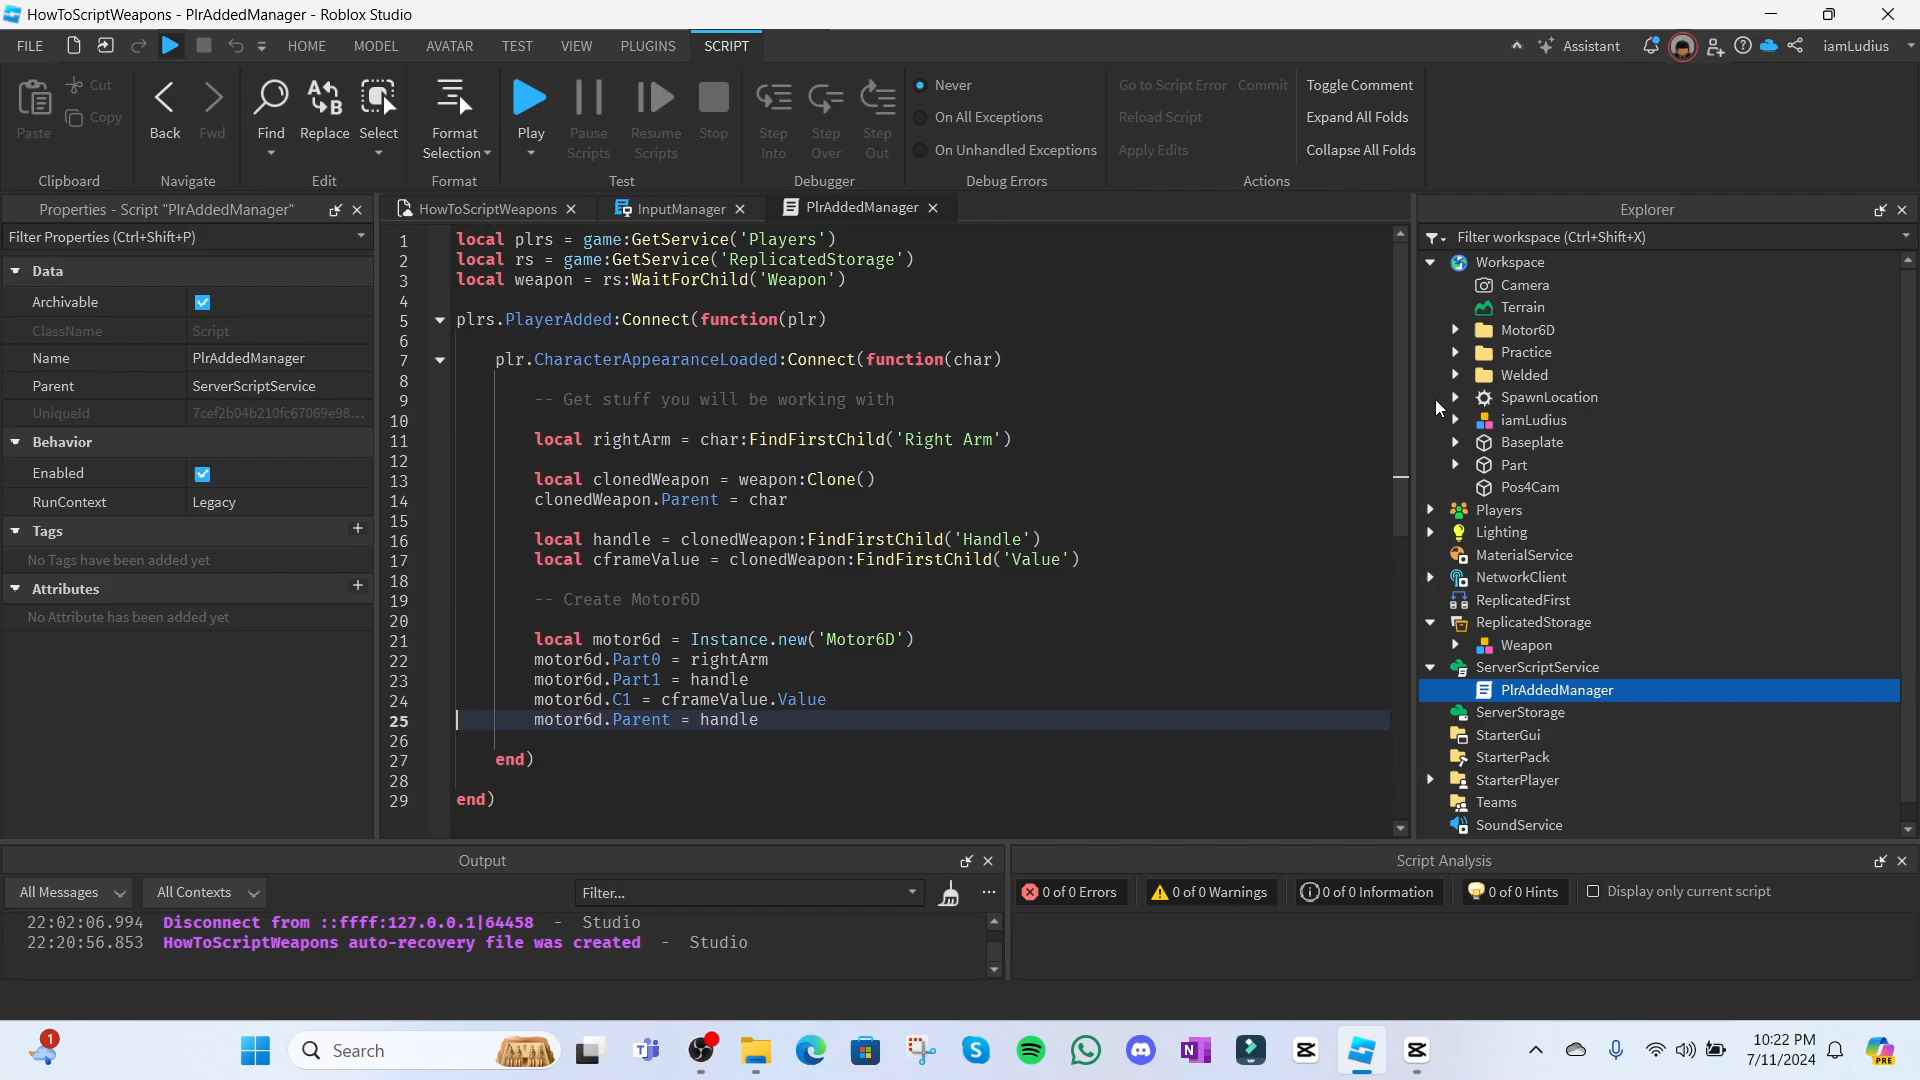 HowToScriptWeapons - PlrAddedManager - Roblox Studio
FILE
HOME
MODEL
AVATAR
TEST
VIEW
PLUGINS
SCRIPT
Assistant
iamLudius
Paste
Cut
Copy
Clipboard
Back
Fwd
Navigate
Find
Replace
Select
Edit
Format
Selection
Format
Play
Pause
Scripts
Resume
Scripts
Stop
Test
Step
Into
Step
Over
Step
Out
Debugger
Never
On All Exceptions
On Unhandled Exceptions
Debug Errors
Go to Script Error Commit
Reload Script
Apply Edits
Toggle Comment
Expand All Folds
Collapse All Folds
Actions
Properties - Script "PlrAddedManager"
Filter Properties (Ctrl+Shift+P)
Data
Archivable
ClassName Script
Name PlrAddedManager
Parent ServerScriptService
UniqueId 7cef2b04b210fc67069e98...
Behavior
Enabled
RunContext Legacy
Tags +
No Tags have been added yet
Attributes +
No Attribute has been added yet
HowToScriptWeapons
InputManager
PlrAddedManager
1 local plrs = game:GetService('Players')
2 local rs = game:GetService('ReplicatedStorage')
3 local weapon = rs:WaitForChild('Weapon')
4
5 plrs.PlayerAdded:Connect(function(plr)
6
7 plr.CharacterAppearanceLoaded:Connect(function(char)
8
9 -- Get stuff you will be working with
10
11 local rightArm = char:FindFirstChild('Right Arm')
12
13 local clonedWeapon = weapon:Clone()
14 clonedWeapon.Parent = char
15
16 local handle = clonedWeapon:FindFirstChild('Handle')
17 local cframeValue = clonedWeapon:FindFirstChild('Value')
18
19 -- Create Motor6D
20
21 local motor6d = Instance.new('Motor6D')
22 motor6d.Part0 = rightArm
23 motor6d.Part1 = handle
24 motor6d.C1 = cframeValue.Value
25 motor6d.Parent = handle
26
27 end)
28
29 end)
Explorer
Filter workspace (Ctrl+Shift+X)
Workspace
Camera
Terrain
Motor6D
Practice
Welded
SpawnLocation
iamLudius
Baseplate
Part
Pos4Cam
Players
Lighting
MaterialService
NetworkClient
ReplicatedFirst
ReplicatedStorage
Weapon
ServerScriptService
PlrAddedManager
ServerStorage
StarterGui
StarterPack
StarterPlayer
Teams
SoundService
Output
All Messages
All Contexts
Filter...
22:02:06.994 Disconnect from ::ffff:127.0.0.1|64458 - Studio
22:20:56.853 HowToScriptWeapons auto-recovery file was created - Studio
Script Analysis
0 of 0 Errors
0 of 0 Warnings
0 of 0 Information
0 of 0 Hints
Display only current script
1
Search
10:22 PM
7/11/2024
PRE